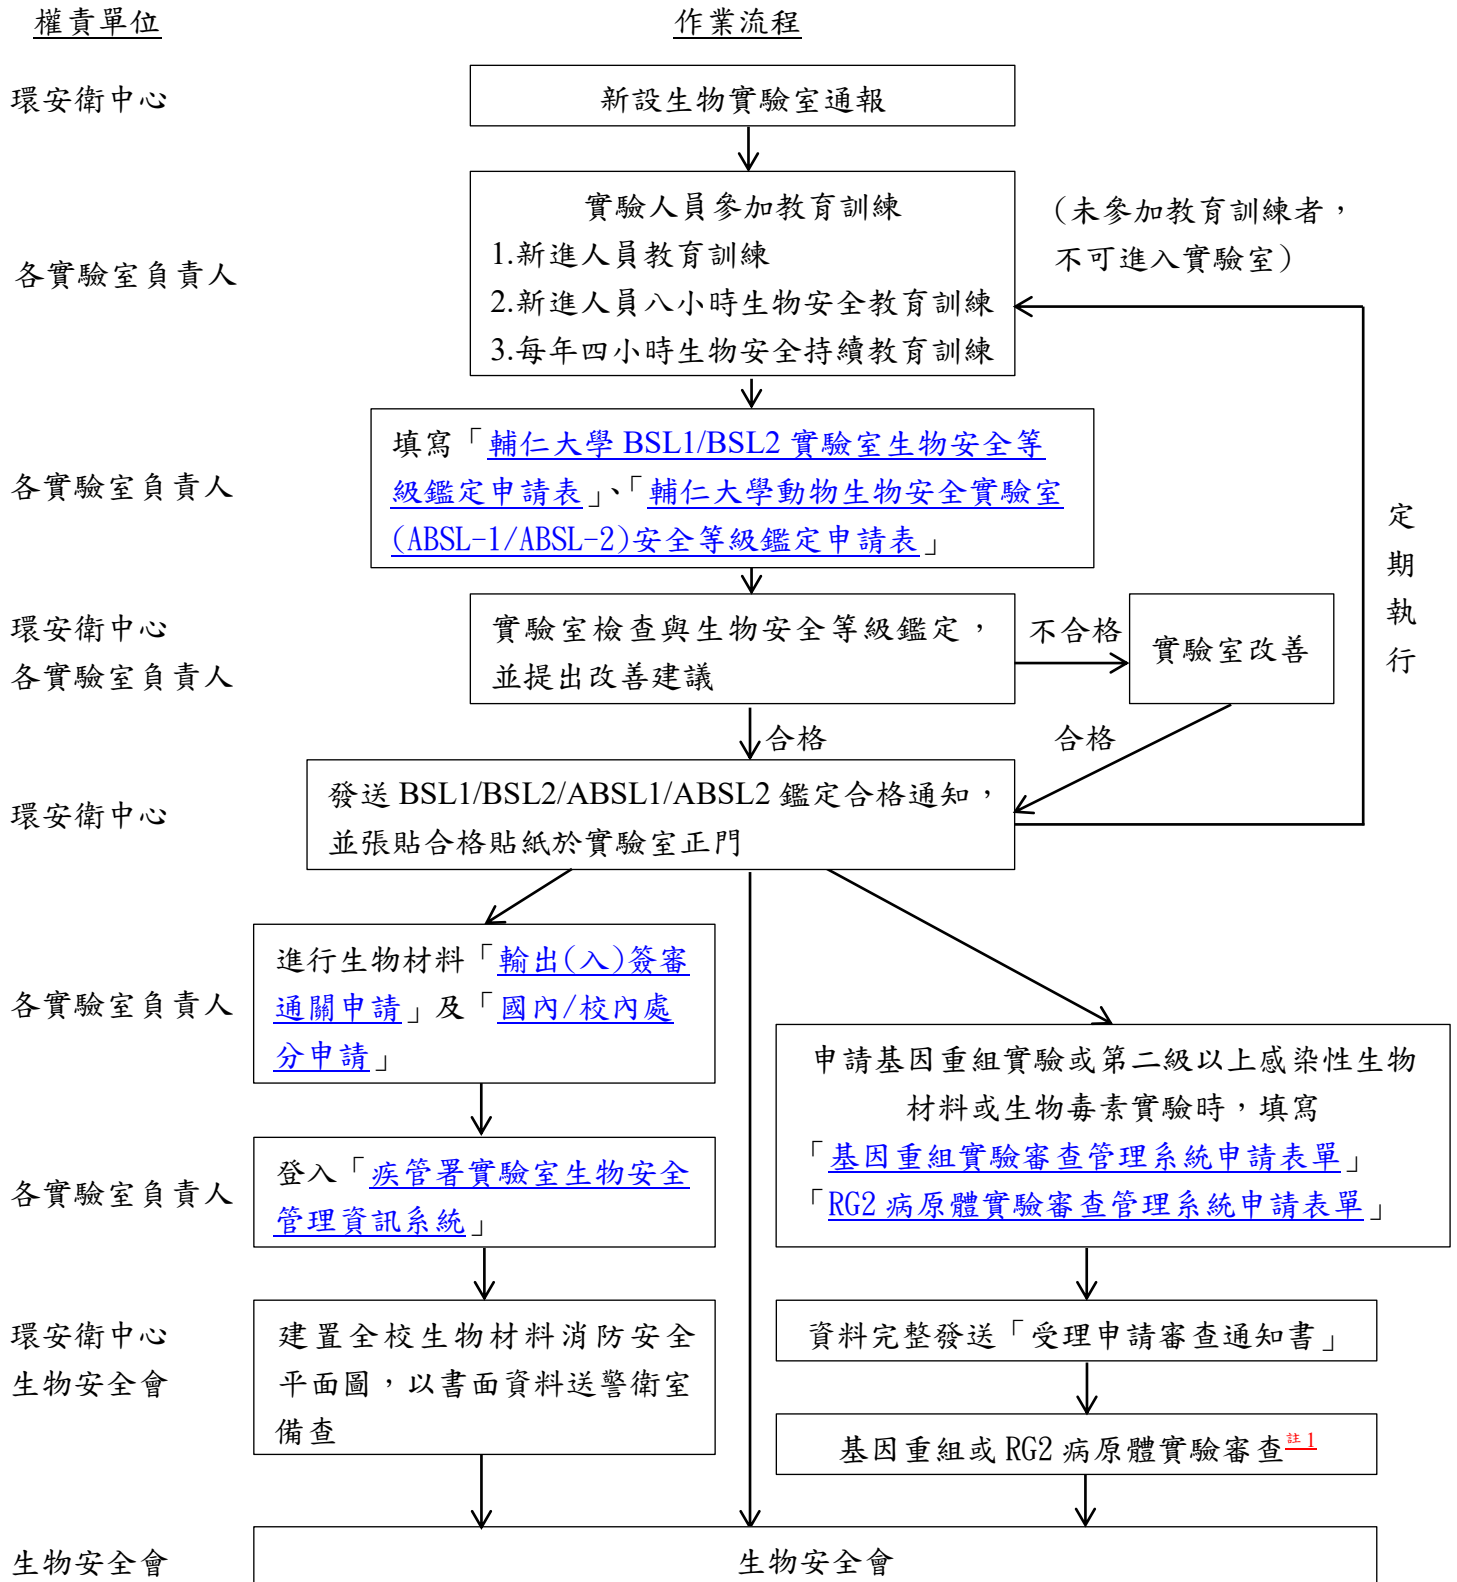 權責單位
作業流程
環安衛中心
新設生物實驗室通報
各實驗室負責人
實驗人員參加教育訓練
1.新進人員教育訓練
2.新進人員八小時生物安全教育訓練
3.每年四小時生物安全持續教育訓練
(未參加教育訓練者，
不可進入實驗室)
各實驗室負責人
填寫「輔仁大學 BSL1/BSL2 實驗室生物安全等
級鑑定申請表」、「輔仁大學動物生物安全實驗室
(ABSL-1/ABSL-2)安全等級鑑定申請表」
定
期
執
行
環安衛中心
各實驗室負責人
實驗室檢查與生物安全等級鑑定，
並提出改善建議
不合格
實驗室改善
合格
合格
環安衛中心
發送 BSL1/BSL2/ABSL1/ABSL2 鑑定合格通知，
並張貼合格貼紙於實驗室正門
各實驗室負責人
進行生物材料「輸出(入)簽審
通關申請」及「國內/校內處
分申請」
申請基因重組實驗或第二級以上感染性生物
材料或生物毒素實驗時，填寫
「基因重組實驗審查管理系統申請表單」
「RG2 病原體實驗審查管理系統申請表單」
各實驗室負責人
登入「疾管署實驗室生物安全
管理資訊系統」
環安衛中心
生物安全會
建置全校生物材料消防安全
平面圖，以書面資料送警衛室
備查
資料完整發送「受理申請審查通知書」
基因重組或 RG2 病原體實驗審查註 1
生物安全會
生物安全會